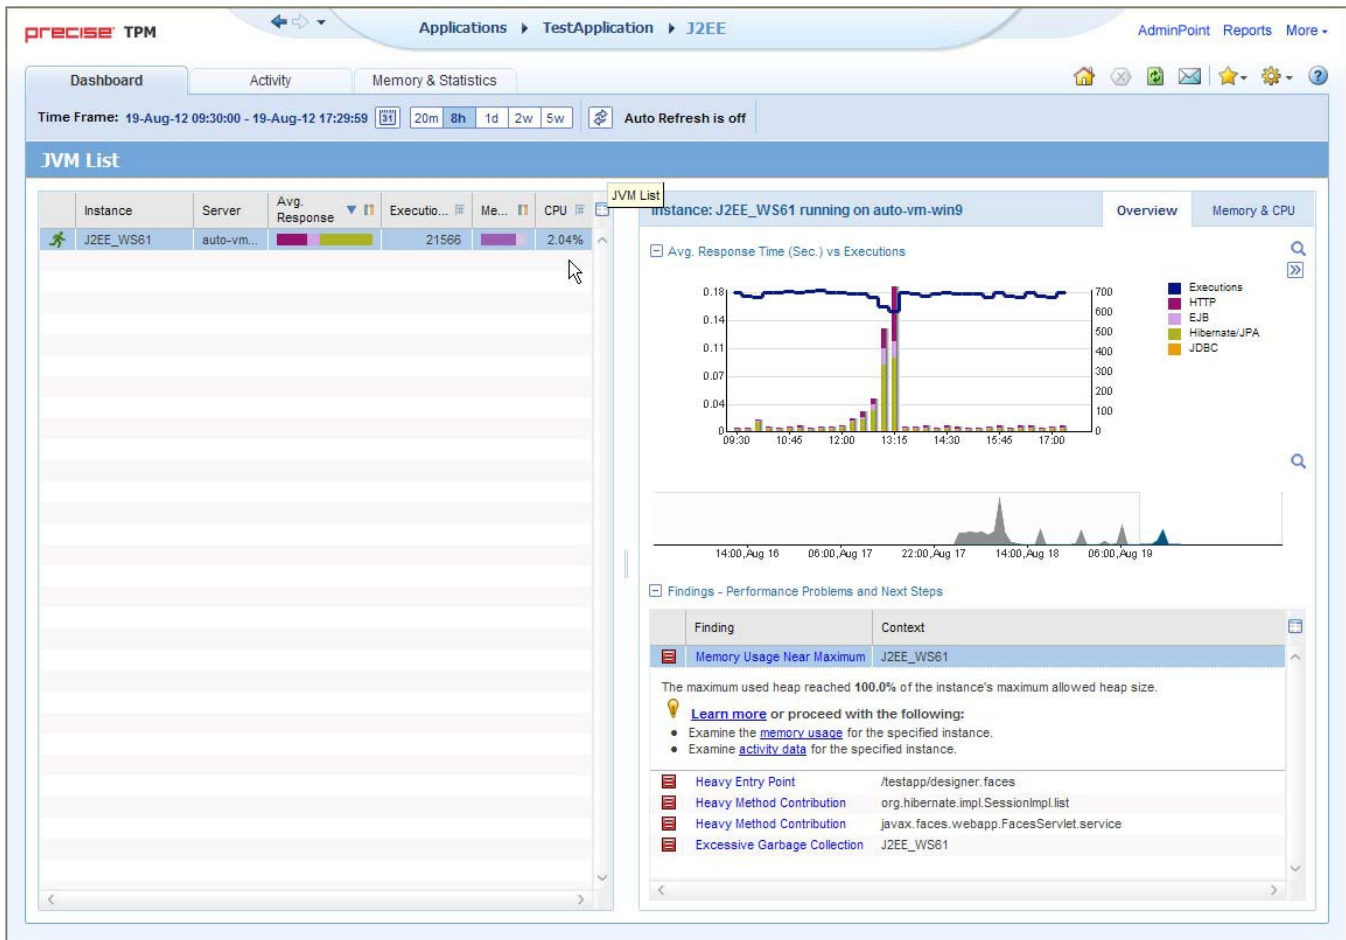 precise TPM
Applications TestApplication J2EE
AdminPoint Reports More
Dashboard Activity Memory & Statistics
Time Frame: 19-Aug-12 09:30:00 - 19-Aug-12 17:29:59 31 20m 8h 1d 2w 5w Auto Refresh is off
JVM List
JVM List
Instance Server Avg. Response Executio... Me... CPU
J2EE_WS61 auto-vm... 21566 2.04%
Instance: J2EE_WS61 running on auto-vm-win9
Overview Memory & CPU
Avg. Response Time (Sec.) vs Executions
0.18
0.14
0.11
0.07
0.04
0
700
600
500
400
300
200
100
0
09:30 10:45 12:00 13:15 14:30 15:45 17:00
Executions
HTTP
EJB
Hibernate/JPA
JDBC
14:00,Aug 16 06:00,Aug 17 22:00,Aug 17 14:00,Aug 18 06:00,Aug 19
Findings - Performance Problems and Next Steps
Finding Context
Memory Usage Near Maximum J2EE_WS61
The maximum used heap reached 100.0% of the instance's maximum allowed heap size.
Learn more or proceed with the following:
• Examine the memory usage for the specified instance.
• Examine activity data for the specified instance.
Heavy Entry Point /testapp/designer.faces
Heavy Method Contribution org.hibernate.impl.SessionImpl.list
Heavy Method Contribution javax.faces.webapp.FacesServlet.service
Excessive Garbage Collection J2EE_WS61